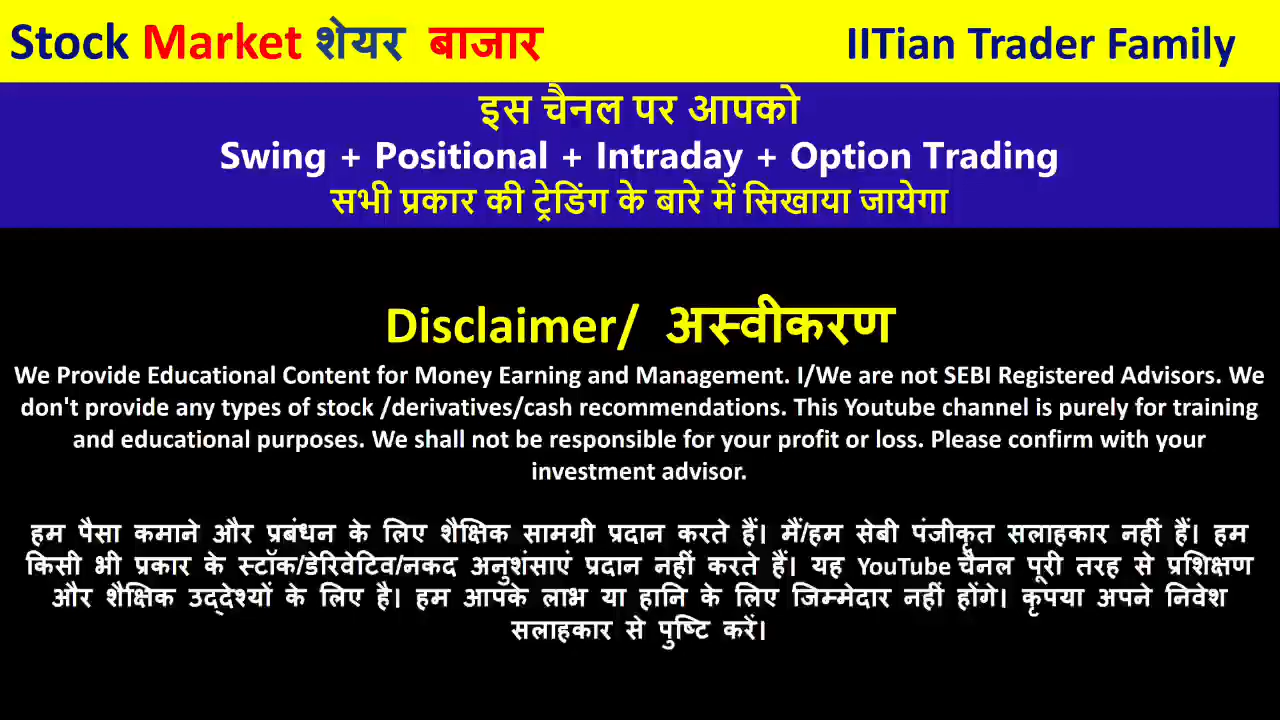 Stock Market शेयर बाजार
IITian Trader Family
इस चैनल पर आपको
Swing + Positional + Intraday + Option Trading
सभी प्रकार की ट्रेडिंग के बारे में सिखाया जायेगा
Disclaimer/ अस्वीकरण
We Provide Educational Content for Money Earning and Management. I/We are not SEBI Registered Advisors. We
don't provide any types of stock /derivatives/cash recommendations. This Youtube channel is purely for training
and educational purposes. We shall not be responsible for your profit or loss. Please confirm with your
investment advisor.
हम पैसा कमाने और प्रबंधन के लिए शैक्षिक सामग्री प्रदान करते हैं। मैं/हम सेबी पंजीकृत सलाहकार नहीं हैं। हम
किसी भी प्रकार के स्टॉक/डेरिवेटिव/नकद अनुशंसाएं प्रदान नहीं करते हैं। यह YouTube चैनल पूरी तरह से प्रशिक्षण
और शैक्षिक उद्देश्यों के लिए है। हम आपके लाभ या हानि के लिए जिम्मेदार नहीं होंगे। कृपया अपने निवेश
सलाहकार से पुष्टि करें।